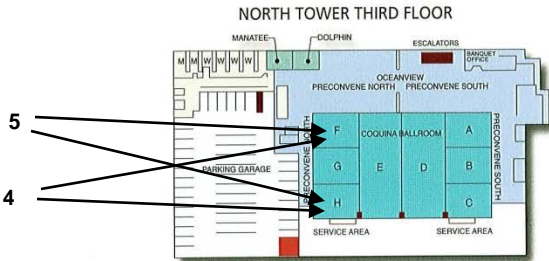 NORTH TOWER THIRD FLOOR
MANATEE
DOLPHIN
ESCALATORS
BANQUET
OFFICE
M M W W W W
OCEANVIEW
PRECONVENE NORTH
PRECONVENE SOUTH
5
PRECONVENE NORTH
F
COQUINA BALLROOM
A
PRECONVENE SOUTH
PARKING GARAGE
G
E
D
B
4
H
C
SERVICE AREA
SERVICE AREA